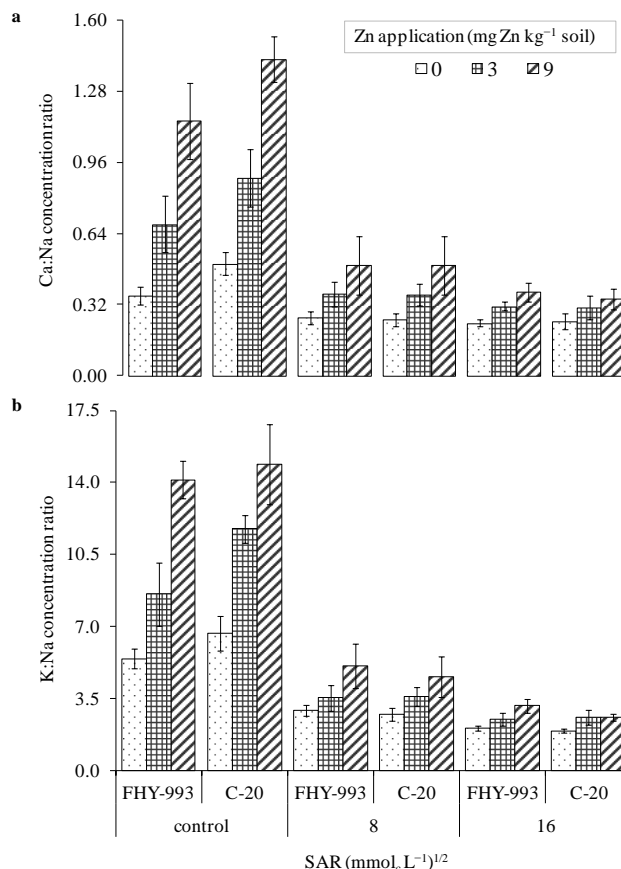 a
Zn application (mg Zn kg⁻¹ soil)
0 3 9
Ca:Na concentration ratio
1.60
1.28
0.96
0.64
0.32
0.00
b
K:Na concentration ratio
17.5
14.0
10.5
7.0
3.5
0.0
FHY-993 C-20 FHY-993 C-20 FHY-993 C-20
control 8 16
SAR (mmolc L⁻¹)1/2